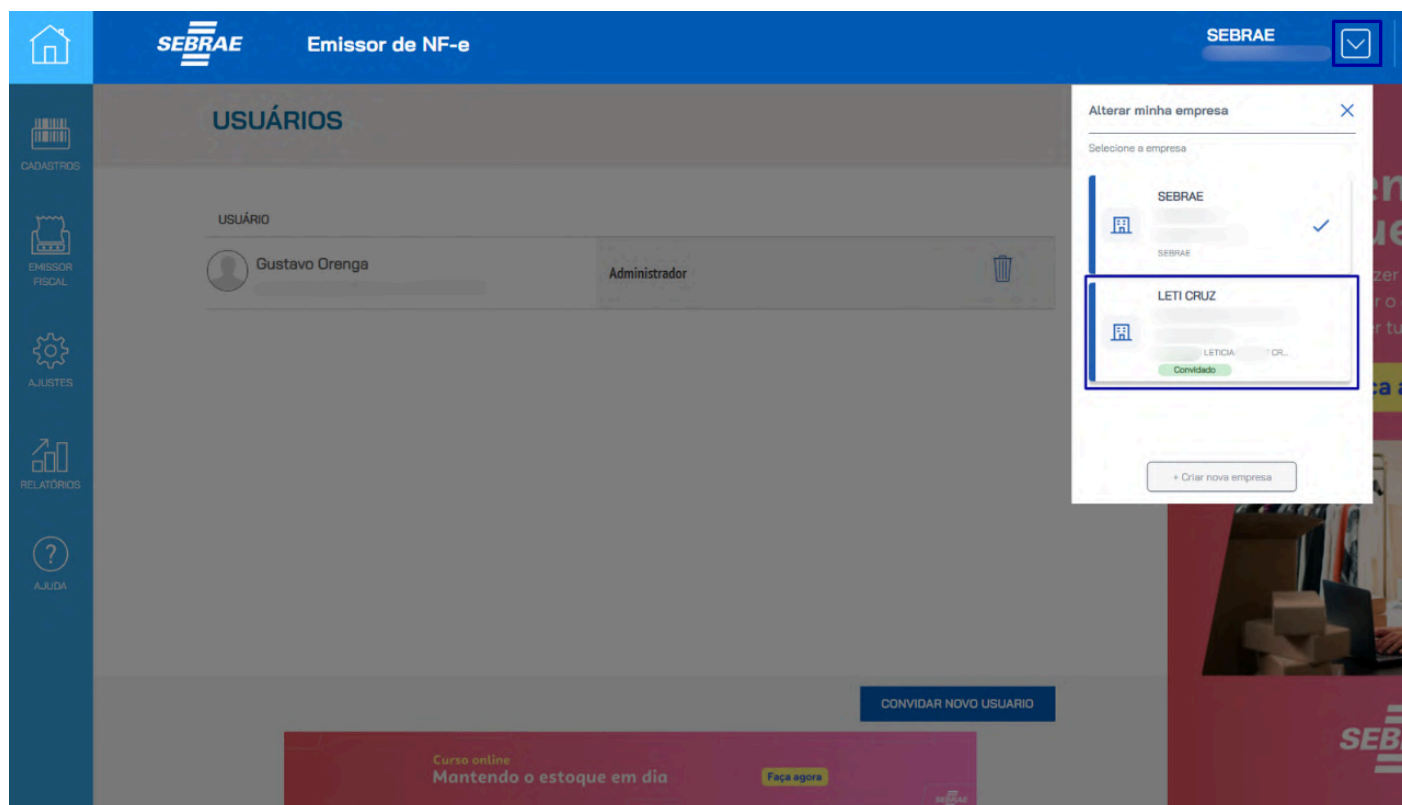 SEBRAE
Emissor de NF-e
SEBRAE
CADASTROS
EMISSOR
FISCAL
AJUSTES
RELATÓRIOS
AJUDA
USUÁRIOS
USUÁRIO
Gustavo Orenga
Administrador
Alterar minha empresa
Selecione a empresa
SEBRAE
SEBRAE
LETI CRUZ
LETICIA CR...
Convidado
+ Criar nova empresa
CONVIDAR NOVO USUARIO
Curso online
Mantendo o estoque em dia
Faça agora
SEBRAE